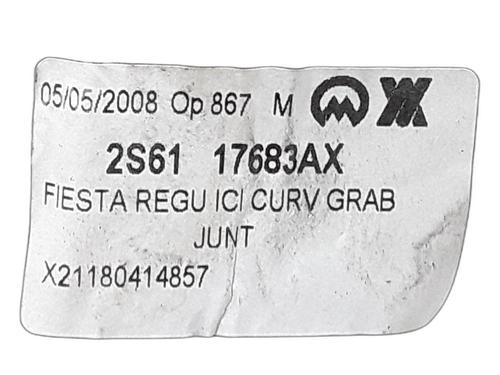 05/05/2008 Op 867 M
2S61 17683AX
FIESTA REGU ICI CURV GRAB
JUNT
X21180414857